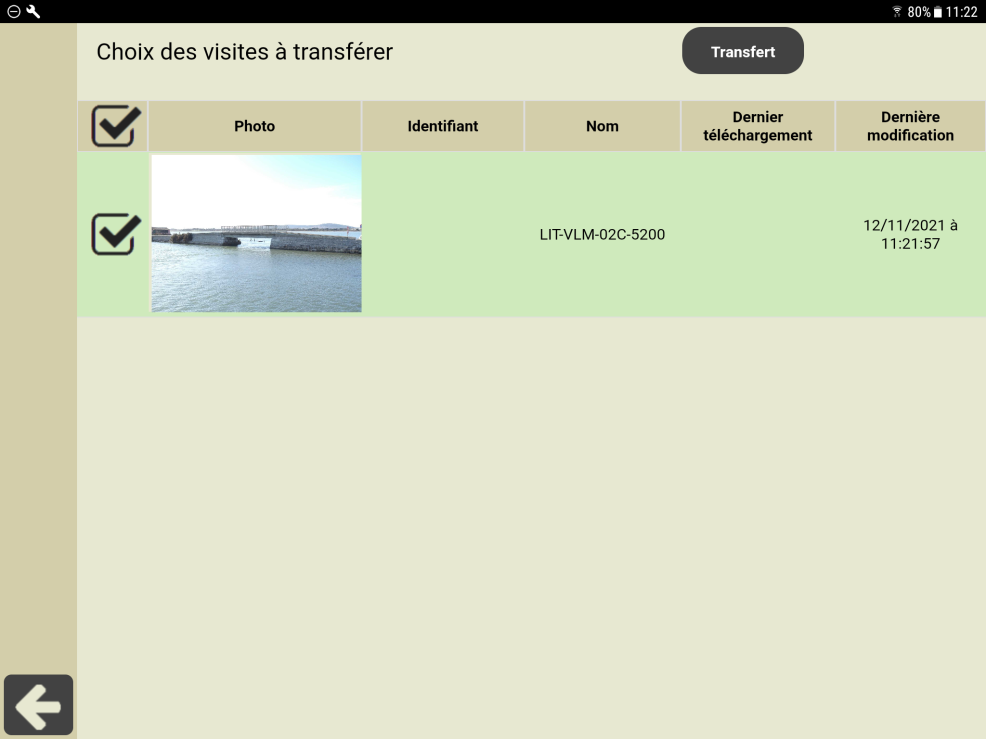 80% 11:22
Choix des visites à transférer
Transfert
Photo
Identifiant
Nom
Dernier
téléchargement
Dernière
modification
LIT-VLM-02C-5200
12/11/2021 à
11:21:57